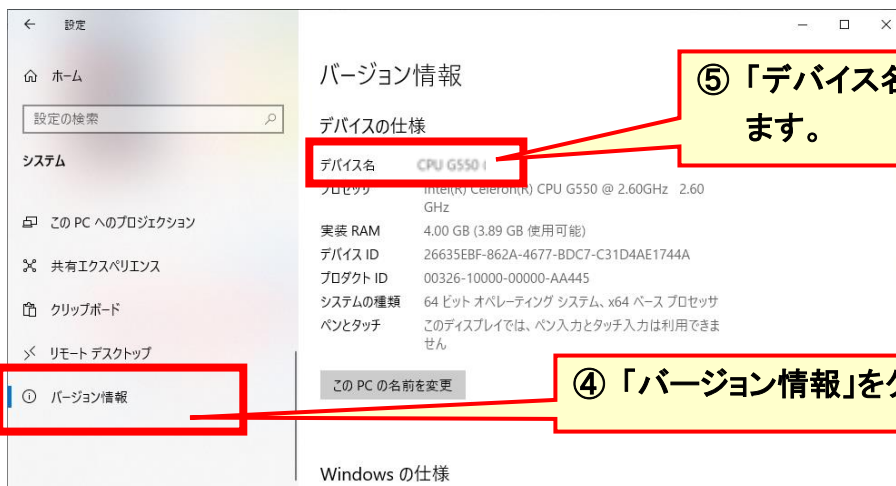 設定
ホーム
設定の検索
システム
この PC へのプロジェクション
共有エクスペリエンス
クリップボード
リモート デスクトップ
バージョン情報
バージョン情報
デバイスの仕様
デバイス名 CPU G550
プロセッサ Intel(R) Celeron(R) CPU G550 @ 2.60GHz 2.60
GHz
実装 RAM 4.00 GB (3.89 GB 使用可能)
デバイス ID 26635EBF-862A-4677-BDC7-C31D4AE1744A
プロダクト ID 00326-10000-00000-AA445
システムの種類 64 ビット オペレーティング システム、x64 ベース プロセッサ
ペンとタッチ このディスプレイでは、ペン入力とタッチ入力は利用できま
せん
この PC の名前を変更
Windows の仕様
⑤「デバイス名
ます。
④「バージョン情報」を